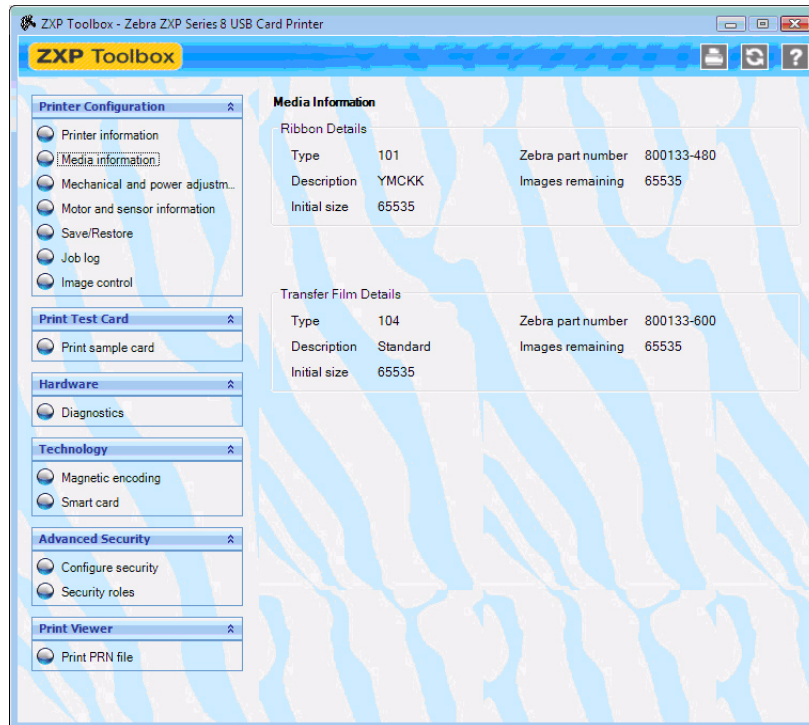 ZXP Toolbox - Zebra ZXP Series 8 USB Card Printer
ZXP Toolbox
?
Printer Configuration
Printer information
Media information
Mechanical and power adjustm...
Motor and sensor information
Save/Restore
Job log
Image control
Print Test Card
Print sample card
Hardware
Diagnostics
Technology
Magnetic encoding
Smart card
Advanced Security
Configure security
Security roles
Print Viewer
Print PRN file
Media Information
Ribbon Details
Type 101 Zebra part number 800133-480
Description YMCKK Images remaining 65535
Initial size 65535
Transfer Film Details
Type 104 Zebra part number 800133-600
Description Standard Images remaining 65535
Initial size 65535